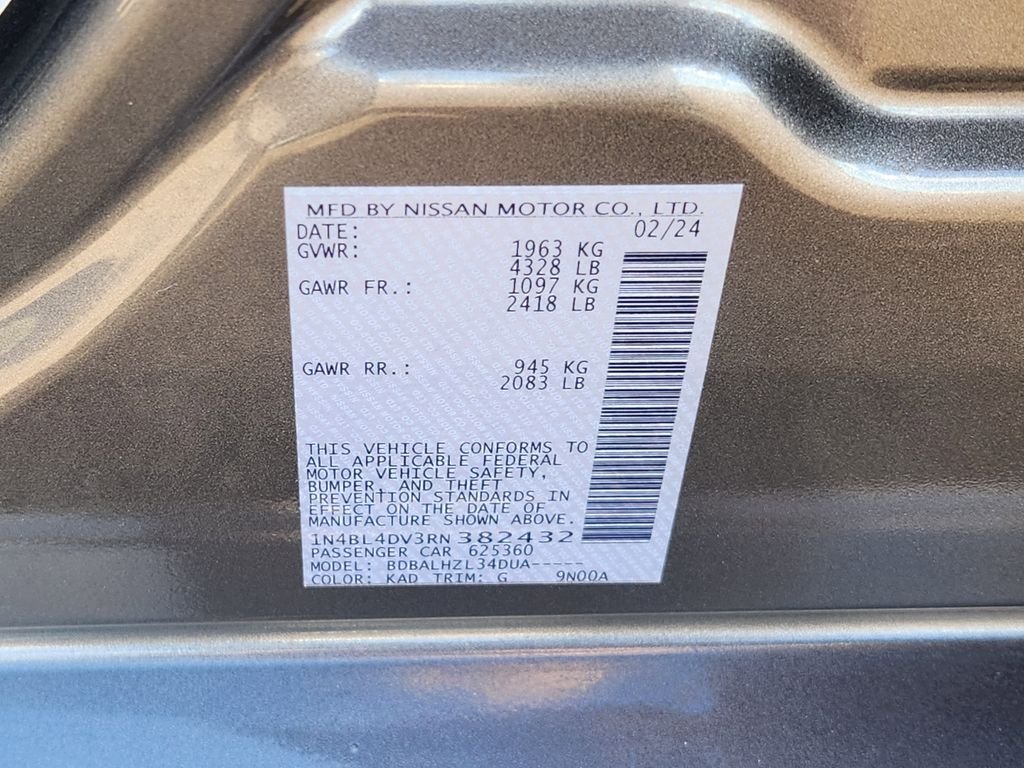 MFD BY NISSAN MOTOR CO., LTD.
DATE: 02/24
GVWR: 1963 KG
4328 LB
GAWR FR.: 1097 KG
2418 LB
GAWR RR.: 945 KG
2083 LB
THIS VEHICLE CONFORMS TO
ALL APPLICABLE FEDERAL
MOTOR VEHICLE SAFETY,
BUMPER, AND THEFT
PREVENTION STANDARDS IN
EFFECT ON THE DATE OF
MANUFACTURE SHOWN ABOVE.
1N4BL4DV3RN382432
PASSENGER CAR 625360
MODEL: BDBALHZL34DUA-----
COLOR: KAD TRIM: G 9N00A